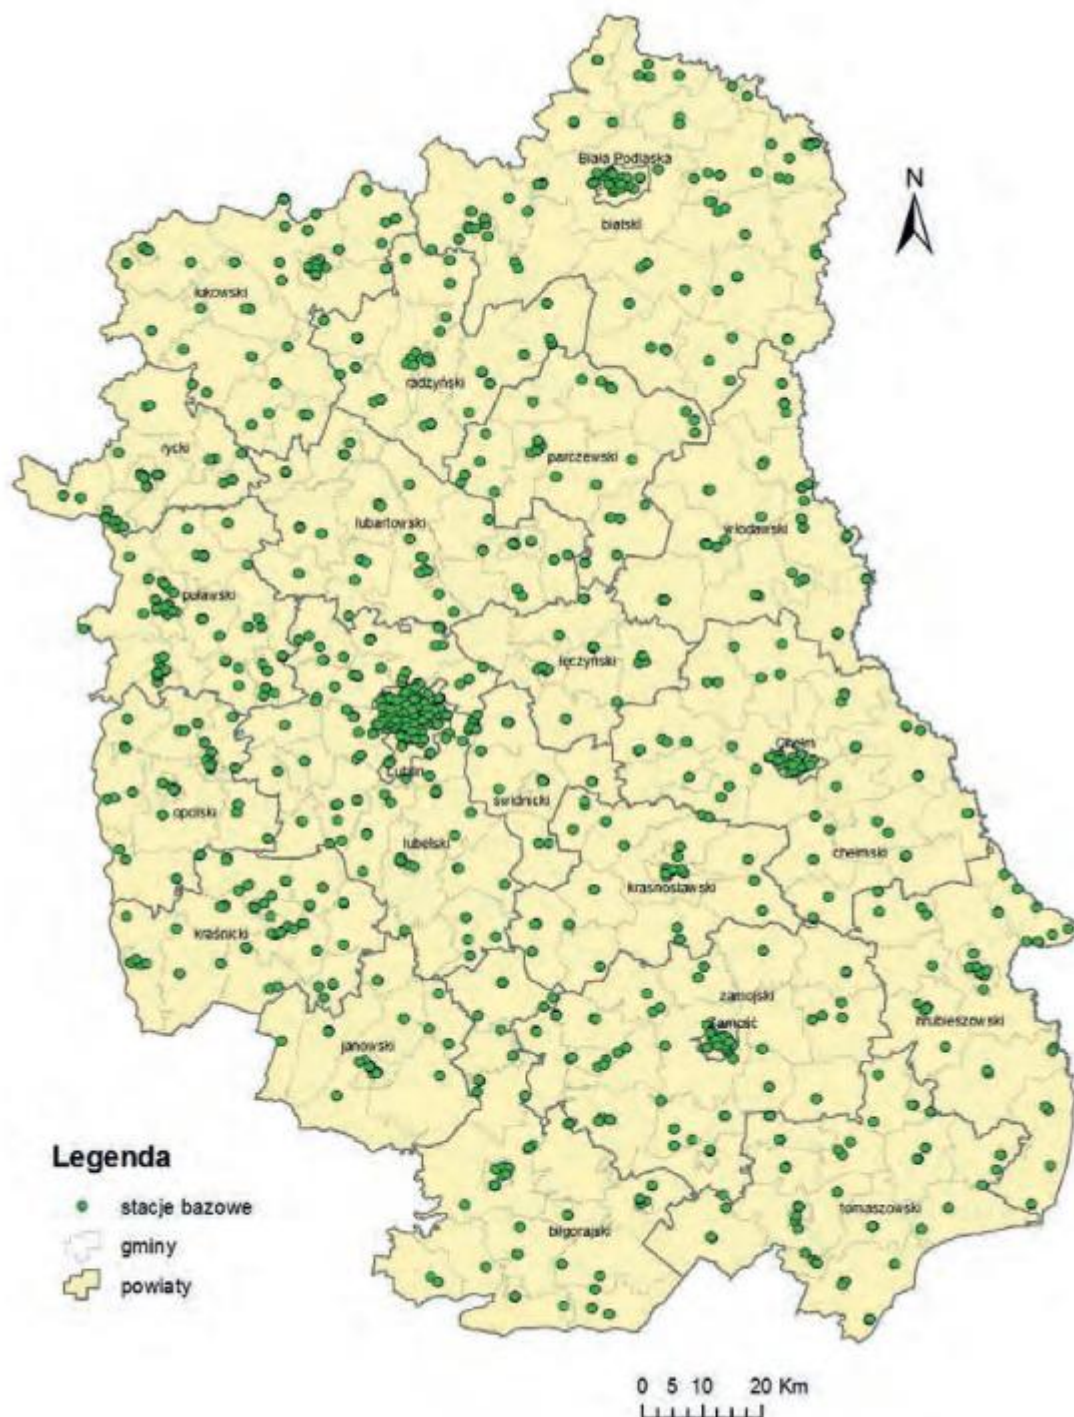 Biała Podlaska
N
bialski
łukowski
radzyński
rycki
parczewski
lubartowski
włodawski
puławski
łęczyński
Chełm
Lublin
świdnicki
opolski
lubelski
chełmski
krasnostawski
kraśnicki
zamojski
Zamość
hrubieszowski
janowski
Legenda
stacje bazowe
tomaszowski
biłgorajski
gminy
powiaty
0 5 10 20 Km